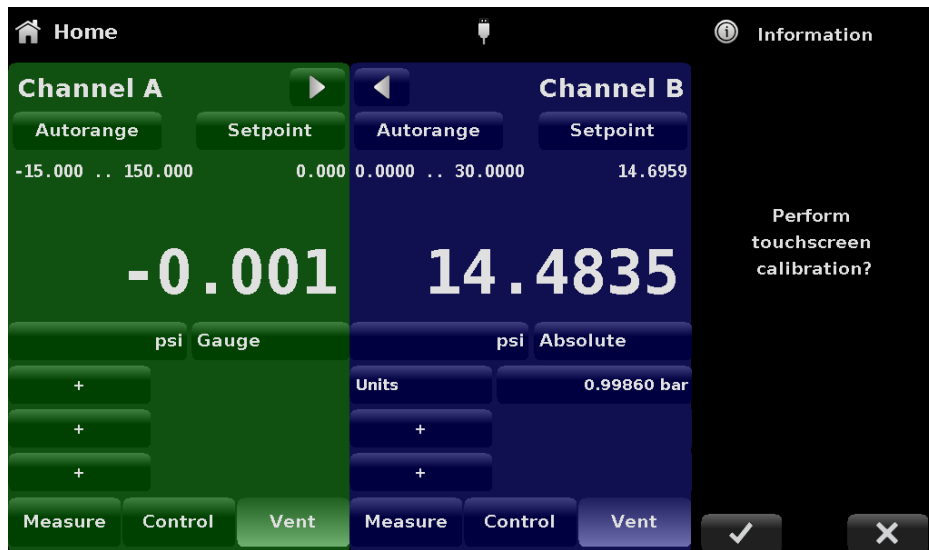 Home
Information
Channel A
Channel B
Autorange
Setpoint
Autorange
Setpoint
-15.000 .. 150.000
0.000
0.0000 .. 30.0000
14.6959
-0.001
14.4835
Perform
touchscreen
calibration?
psi
Gauge
psi
Absolute
+
Units
0.99860 bar
+
+
+
+
Measure
Control
Vent
Measure
Control
Vent